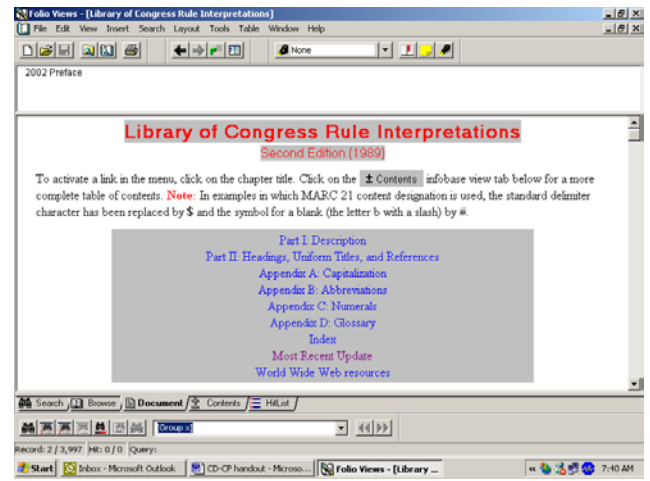 Folio Views - [Library of Congress Rule Interpretations]
File Edit View Insert Search Layout Tools Table Window Help
None
2002 Preface
Library of Congress Rule Interpretations
Second Edition (1989)
To activate a link in the menu, click on the chapter title. Click on the ± Contents infobase view tab below for a more
complete table of contents. Note: In examples in which MARC 21 content designation is used, the standard delimiter
character has been replaced by $ and the symbol for a blank (the letter b with a slash) by #.
Part I: Description
Part II: Headings, Uniform Titles, and References
Appendix A: Capitalization
Appendix B: Abbreviations
Appendix C: Numerals
Appendix D: Glossary
Index
Most Recent Update
World Wide Web resources
Search Browse Document Contents HitList
[Group x]
Record: 2 / 3,997 Hit: 0 / 0 Query:
Start Inbox - Microsoft Outlook CD-CP handout - Microso... Folio Views - [Library ... 7:40 AM